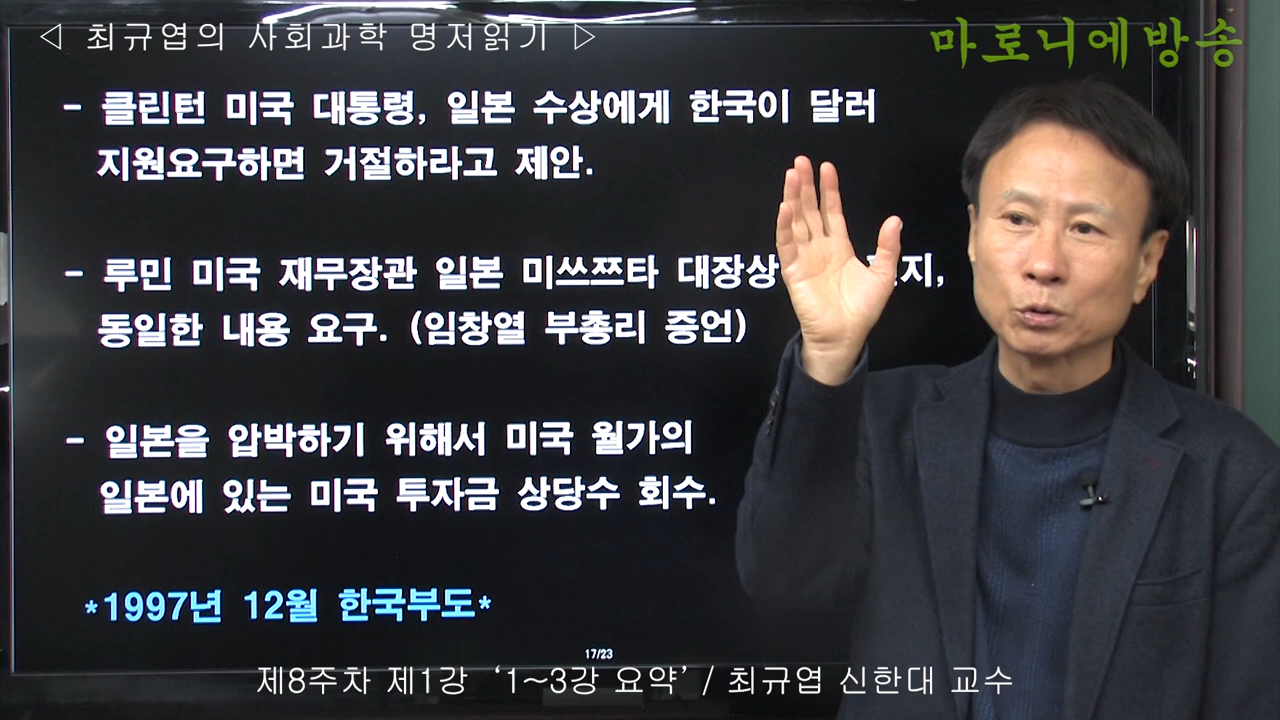 ◁ 최규엽의 사회과학 명저읽기 ▷
마로니에방송
- 클린턴 미국 대통령, 일본 수상에게 한국이 달러
지원요구하면 거절하라고 제안.
- 루민 미국 재무장관 일본 미쓰쯔타 대장상
동일한 내용 요구. (임창열 부총리 증언)
- 일본을 압박하기 위해서 미국 월가의
일본에 있는 미국 투자금 상당수 회수.
*1997년 12월 한국부도*
17/23
제8주차 제1강 ‘1~3강 요약’ / 최규엽 신한대 교수